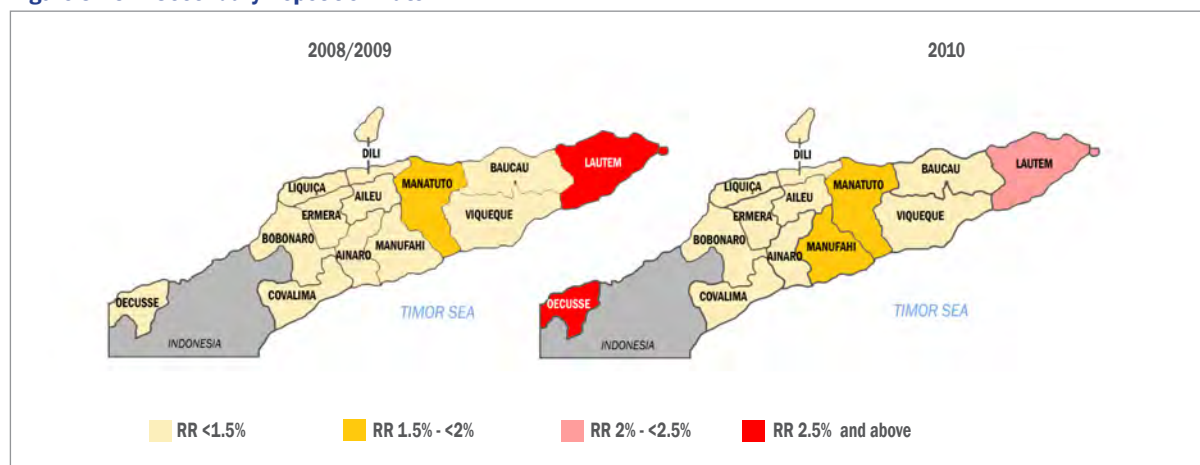 2008/2009
2010
DILI
LAUTEM
BAUCAU
MANATUTO
LIQUIÇA
AILEU
ERMERA
VIQUEQUE
BOBONARO
MANUFAHI
AINARO
COVALIMA
OECUSSE
TIMOR SEA
INDONESIA
DILI
LAUTEM
BAUCAU
MANATUTO
LIQUIÇA
AILEU
ERMERA
VIQUEQUE
BOBONARO
MANUFAHI
AINARO
COVALIMA
OECUSSE
TIMOR SEA
INDONESIA
RR <1.5%
RR 1.5% - <2%
RR 2% - <2.5%
RR 2.5% and above